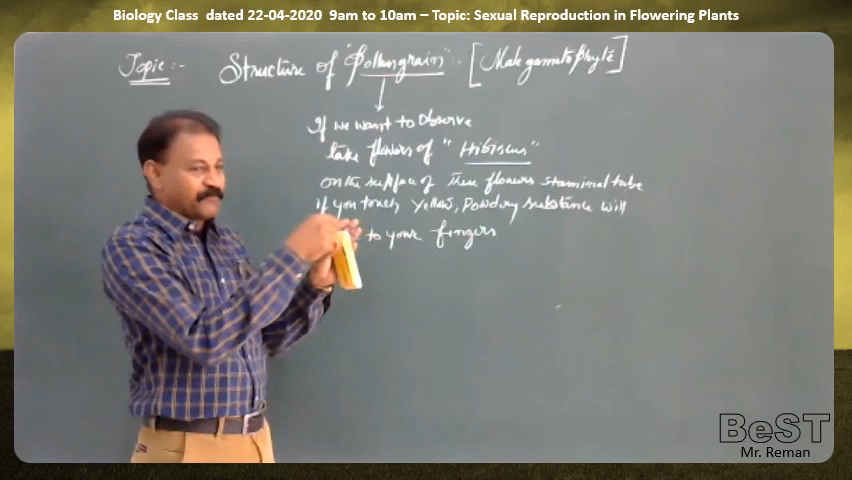 Biology Class dated 22-04-2020 9am to 10am – Topic: Sexual Reproduction in Flowering Plants
Topic :- Structure of "Pollengrain" :- [Male gametophyte]
If we want to Observe
take flowers of "Hibiscus"
on the surface of these flowers staminal tube
if you touch yellow, Powdery substance will
to your fingers
BeST
Mr. Reman